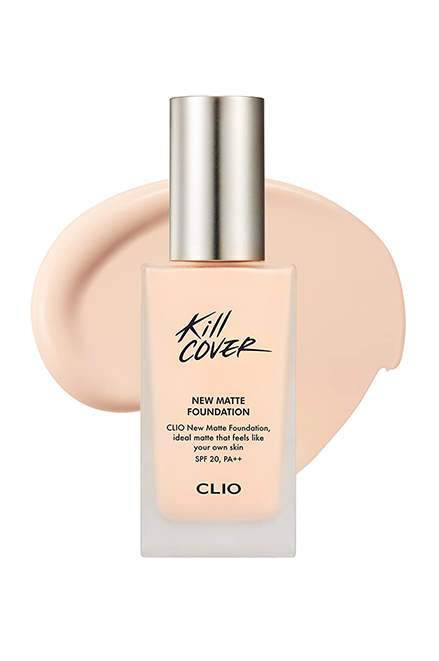 Kill
COVER
NEW MATTE
FOUNDATION
CLIO New Matte Foundation,
ideal matte that feels like
your own skin
SPF 20, PA++
CLIO